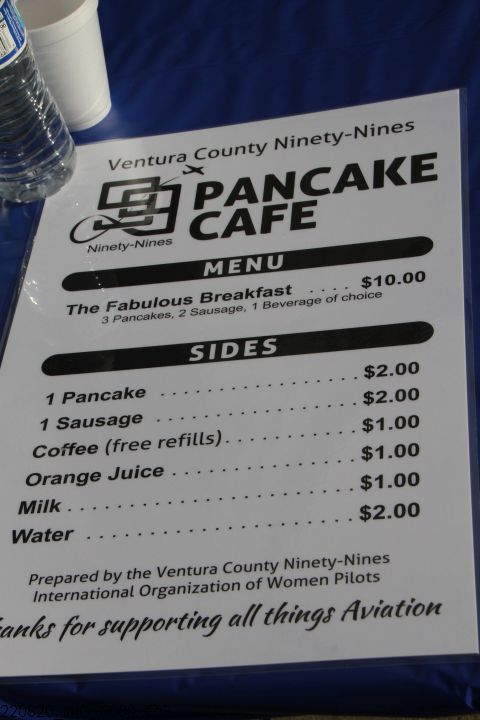 Ventura County Ninety-Nines
Ninety-Nines
PANCAKE
CAFE
MENU
The Fabulous Breakfast .... $10.00
3 Pancakes, 2 Sausage, 1 Beverage of choice
SIDES
1 Pancake .................... $2.00
1 Sausage .................... $2.00
Coffee (free refills)............. $1.00
Orange Juice .................. $1.00
Milk............................ $1.00
Water ......................... $2.00
Prepared by the Ventura County Ninety-Nines
International Organization of Women Pilots
for supporting all things Aviation